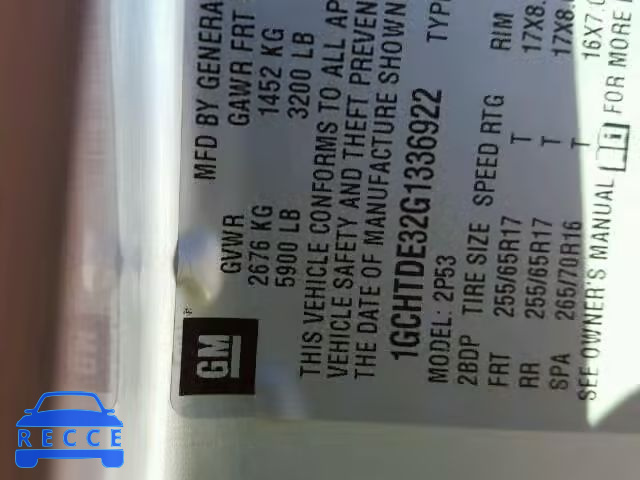 MFD BY GENERA
GVWR GAWR FRT
2676 KG 1452 KG
5900 LB 3200 LB
THIS VEHICLE CONFORMS TO ALL AP
VEHICLE SAFETY AND THEFT PREVEN
THE DATE OF MANUFACTURE SHOWN
1GCHTDE32G1336922 TYP
MODEL: 2P53
2BDP TIRE SIZE SPEED RTG RIM
FRT 255/65R17 T 17X8.
RR 255/65R17 T 17X8.
SPA 265/70R16 T 16X7.0
SEE OWNER'S MANUAL i FOR MORE
GM
RECCE